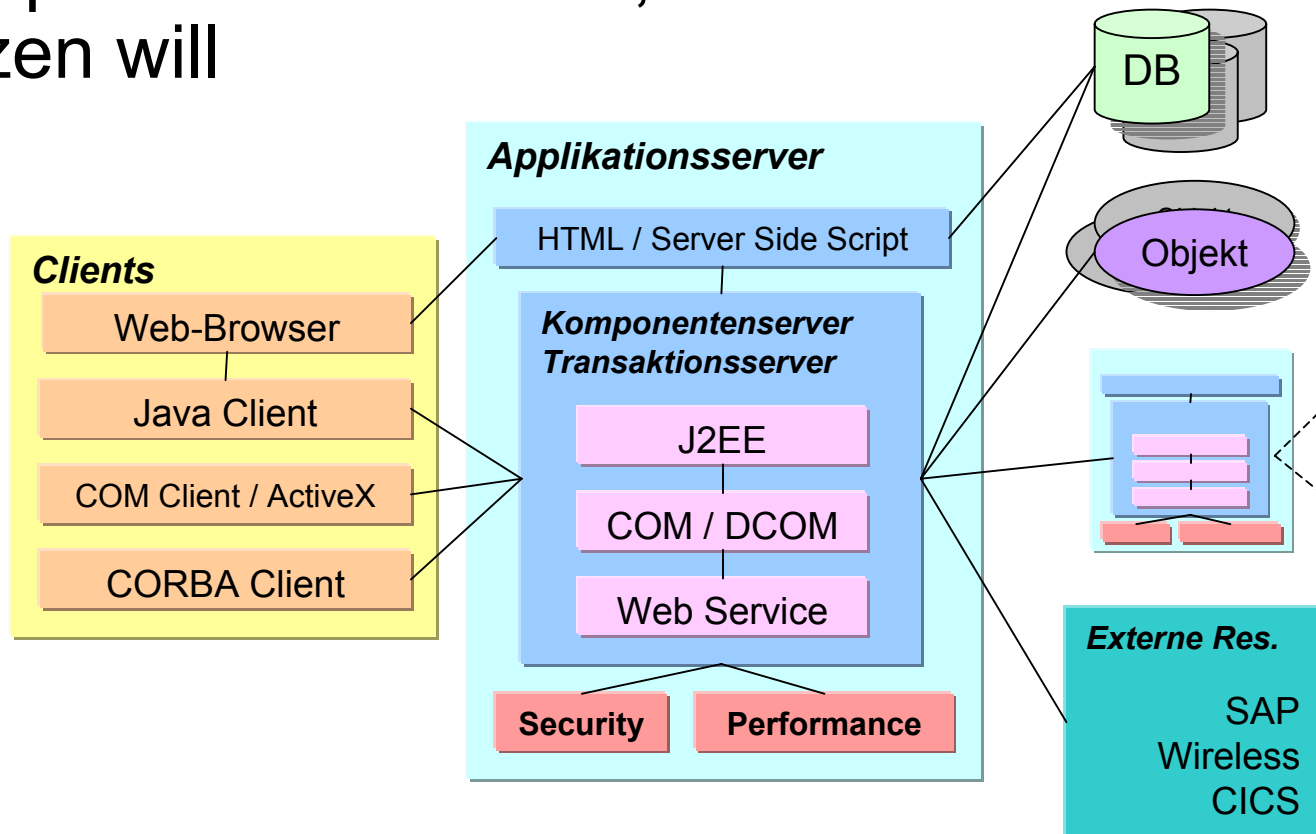 zen will
Clients
Web-Browser
Java Client
COM Client / ActiveX
CORBA Client
Applikationsserver
HTML / Server Side Script
Komponentenserver
Transaktionsserver
J2EE
COM / DCOM
Web Service
Security
Performance
DB
Objekt
Externe Res.
SAP
Wireless
CICS